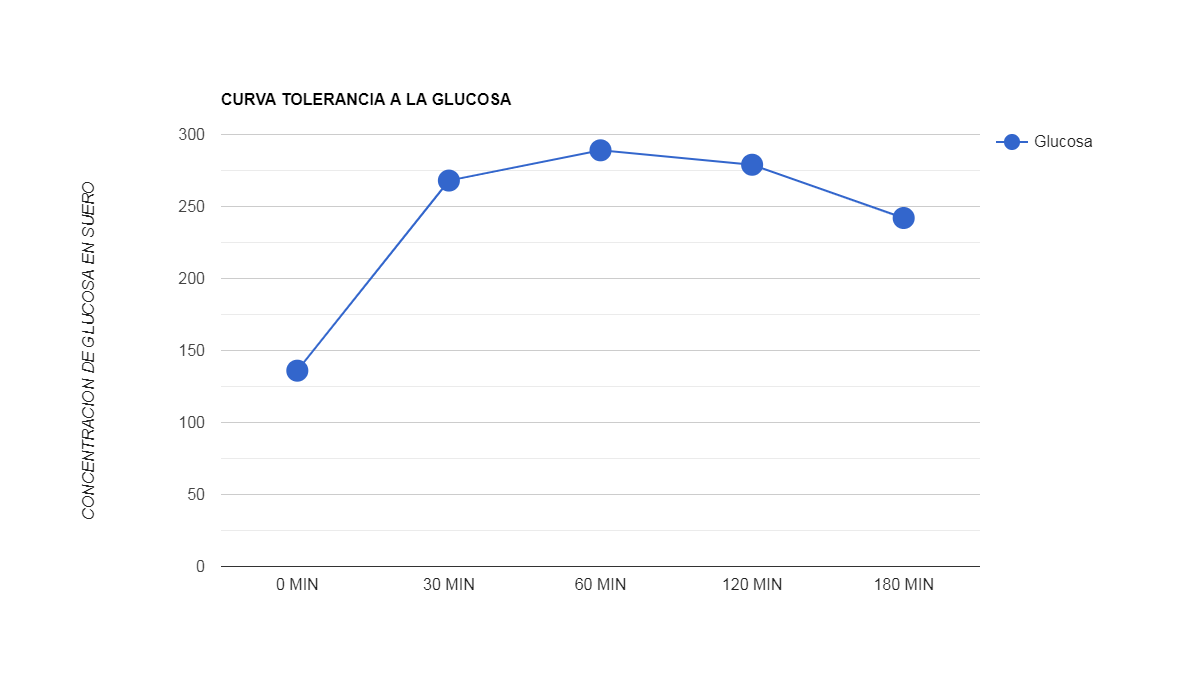 CURVA TOLERANCIA A LA GLUCOSA
CONCENTRACION DE GLUCOSA EN SUERO
300
250
200
150
100
50
0
0 MIN
30 MIN
60 MIN
120 MIN
180 MIN
Glucosa